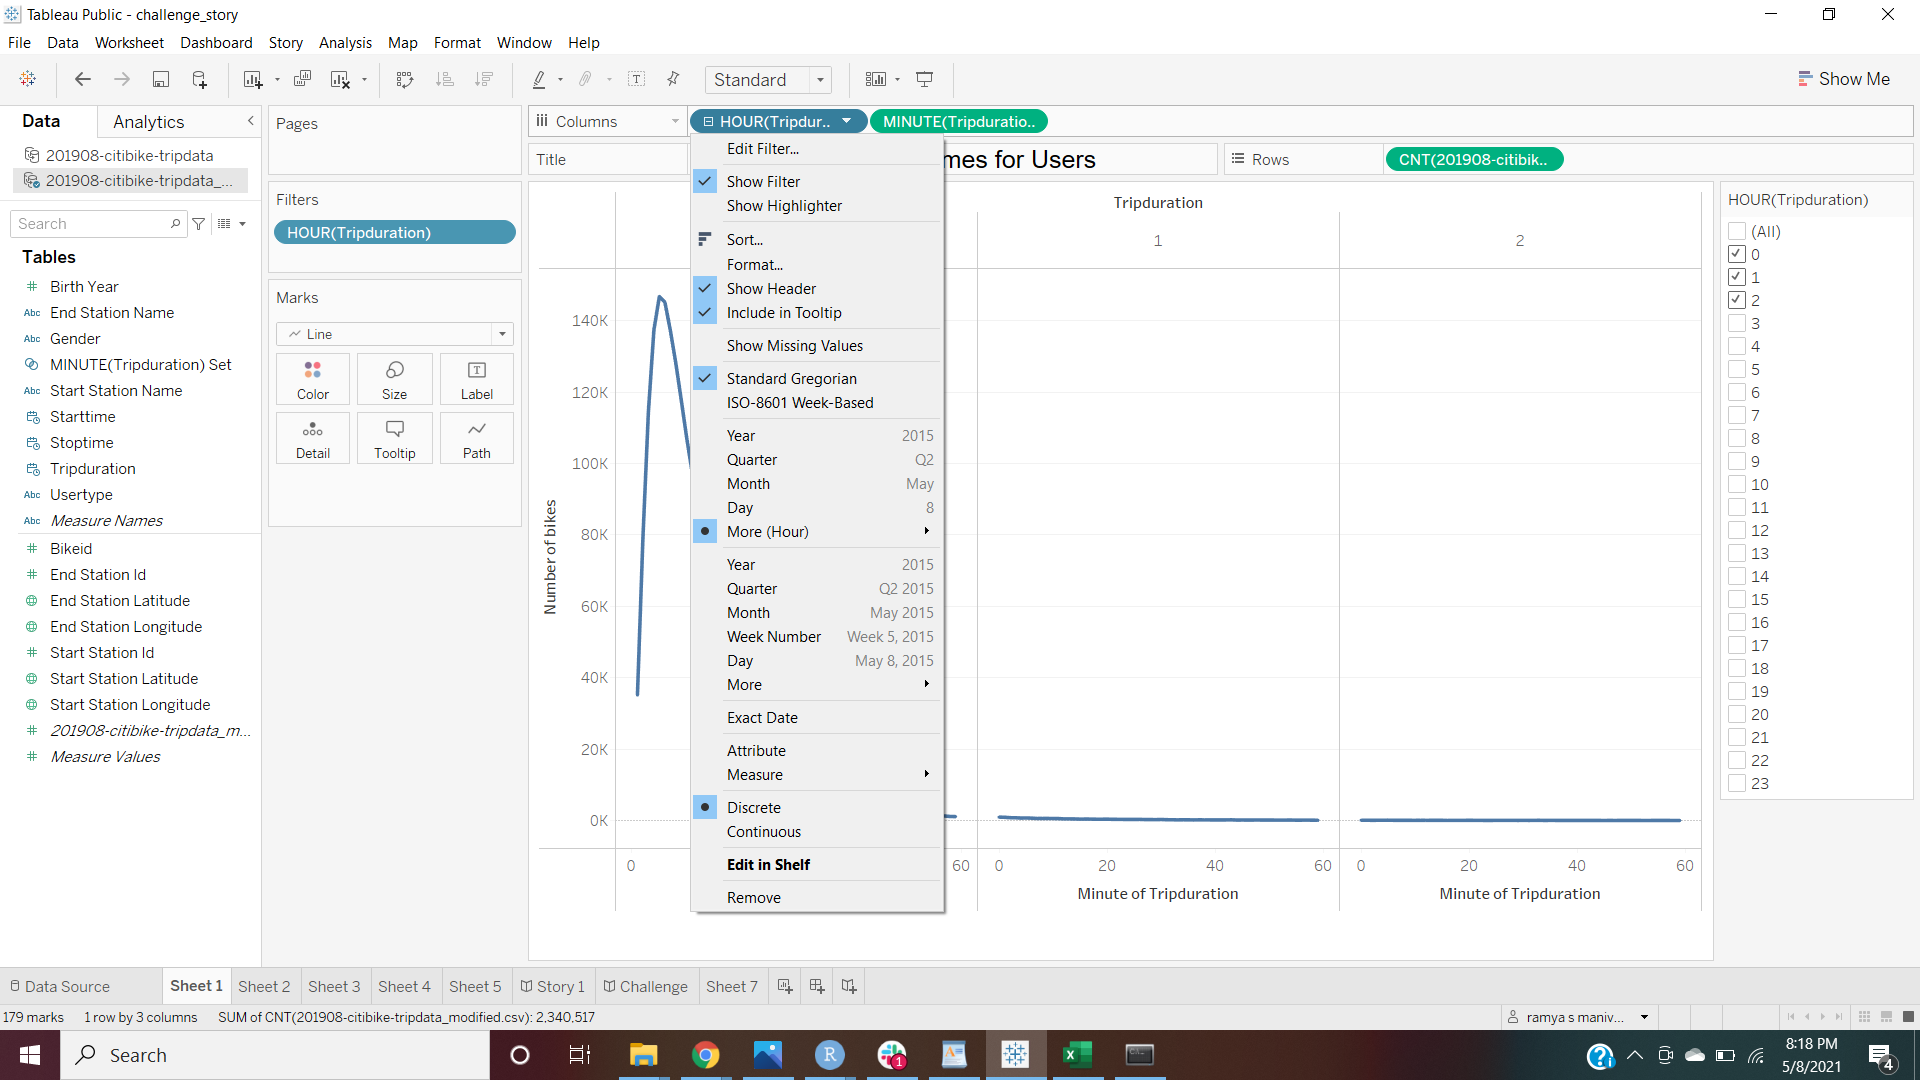 Tableau Public - challenge_story
File Data Worksheet Dashboard Story Analysis Map Format Window Help
Standard
Show Me
Data Analytics
201908-citibike-tripdata
201908-citibike-tripdata_...
Search
Tables
Birth Year
Abc End Station Name
Abc Gender
MINUTE(Tripduration) Set
Abc Start Station Name
Starttime
Stoptime
Tripduration
Abc Usertype
Abc Measure Names
Bikeid
End Station Id
End Station Latitude
End Station Longitude
Start Station Id
Start Station Latitude
Start Station Longitude
201908-citibike-tripdata_m...
Measure Values
Pages
Filters
HOUR(Tripduration)
Marks
Line
Color Size Label
Detail Tooltip Path
Columns HOUR(Tripdur.. MINUTE(Tripduratio..
Title mes for Users
Rows CNT(201908-citibik..
Edit Filter...
Show Filter
Show Highlighter
Sort...
Format...
Show Header
Include in Tooltip
Show Missing Values
Standard Gregorian
ISO-8601 Week-Based
Year 2015
Quarter Q2
Month May
Day 8
More (Hour)
Year 2015
Quarter Q2 2015
Month May 2015
Week Number Week 5, 2015
Day May 8, 2015
More
Exact Date
Attribute
Measure
Discrete
Continuous
Edit in Shelf
Remove
Tripduration
1 2
Number of bikes
140K
120K
100K
80K
60K
40K
20K
0K
0 60 0 20 40 60 0 20 40 60
Minute of Tripduration Minute of Tripduration
HOUR(Tripduration)
(All)
0
1
2
3
4
5
6
7
8
9
10
11
12
13
14
15
16
17
18
19
20
21
22
23
Data Source Sheet 1 Sheet 2 Sheet 3 Sheet 4 Sheet 5 Story 1 Challenge Sheet 7
179 marks 1 row by 3 columns SUM of CNT(201908-citibike-tripdata_modified.csv): 2,340,517
ramya s maniv...
Search
1
8:18 PM
5/8/2021
4